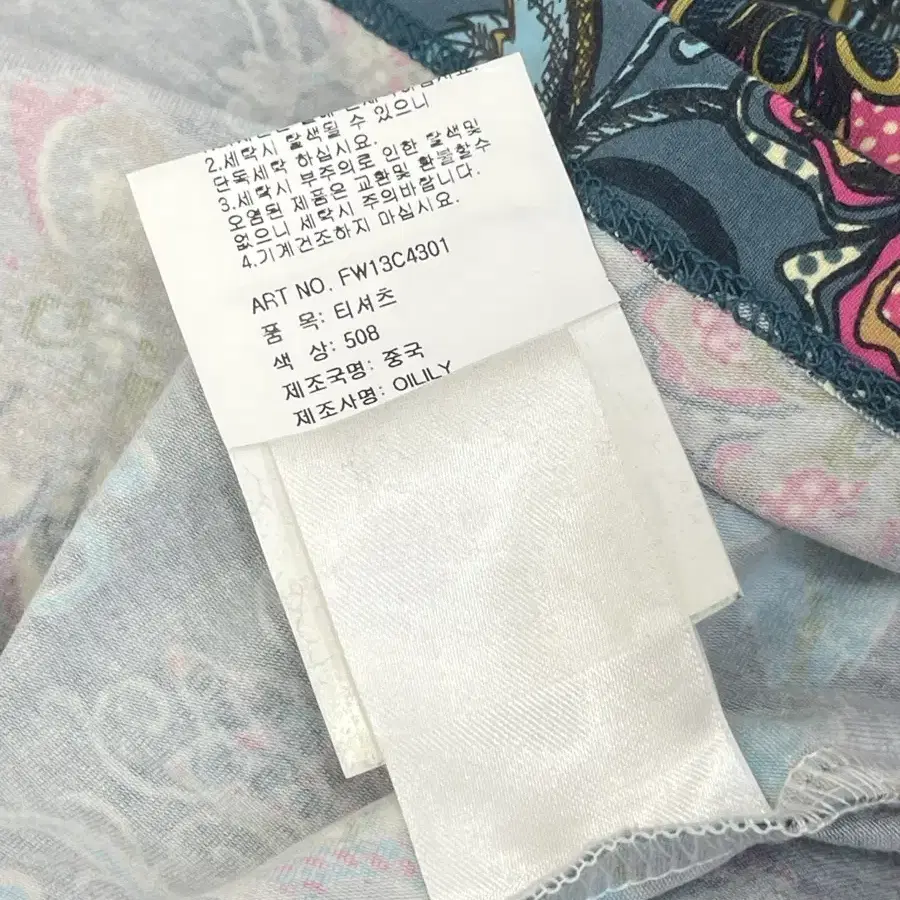 2.세탁시 탈색될 수 있으니
단독세탁 하십시요.
3.세탁시 부주의로 인한 탈색및
오염된 제품은 교환및 환불할수
없으니 세탁시 주의바랍니다.
4.기계건조하지 마십시요.
ART NO. FW13C4301
품 목: 티셔츠
색 상: 508
제조국명: 중국
제조사명: OILILY